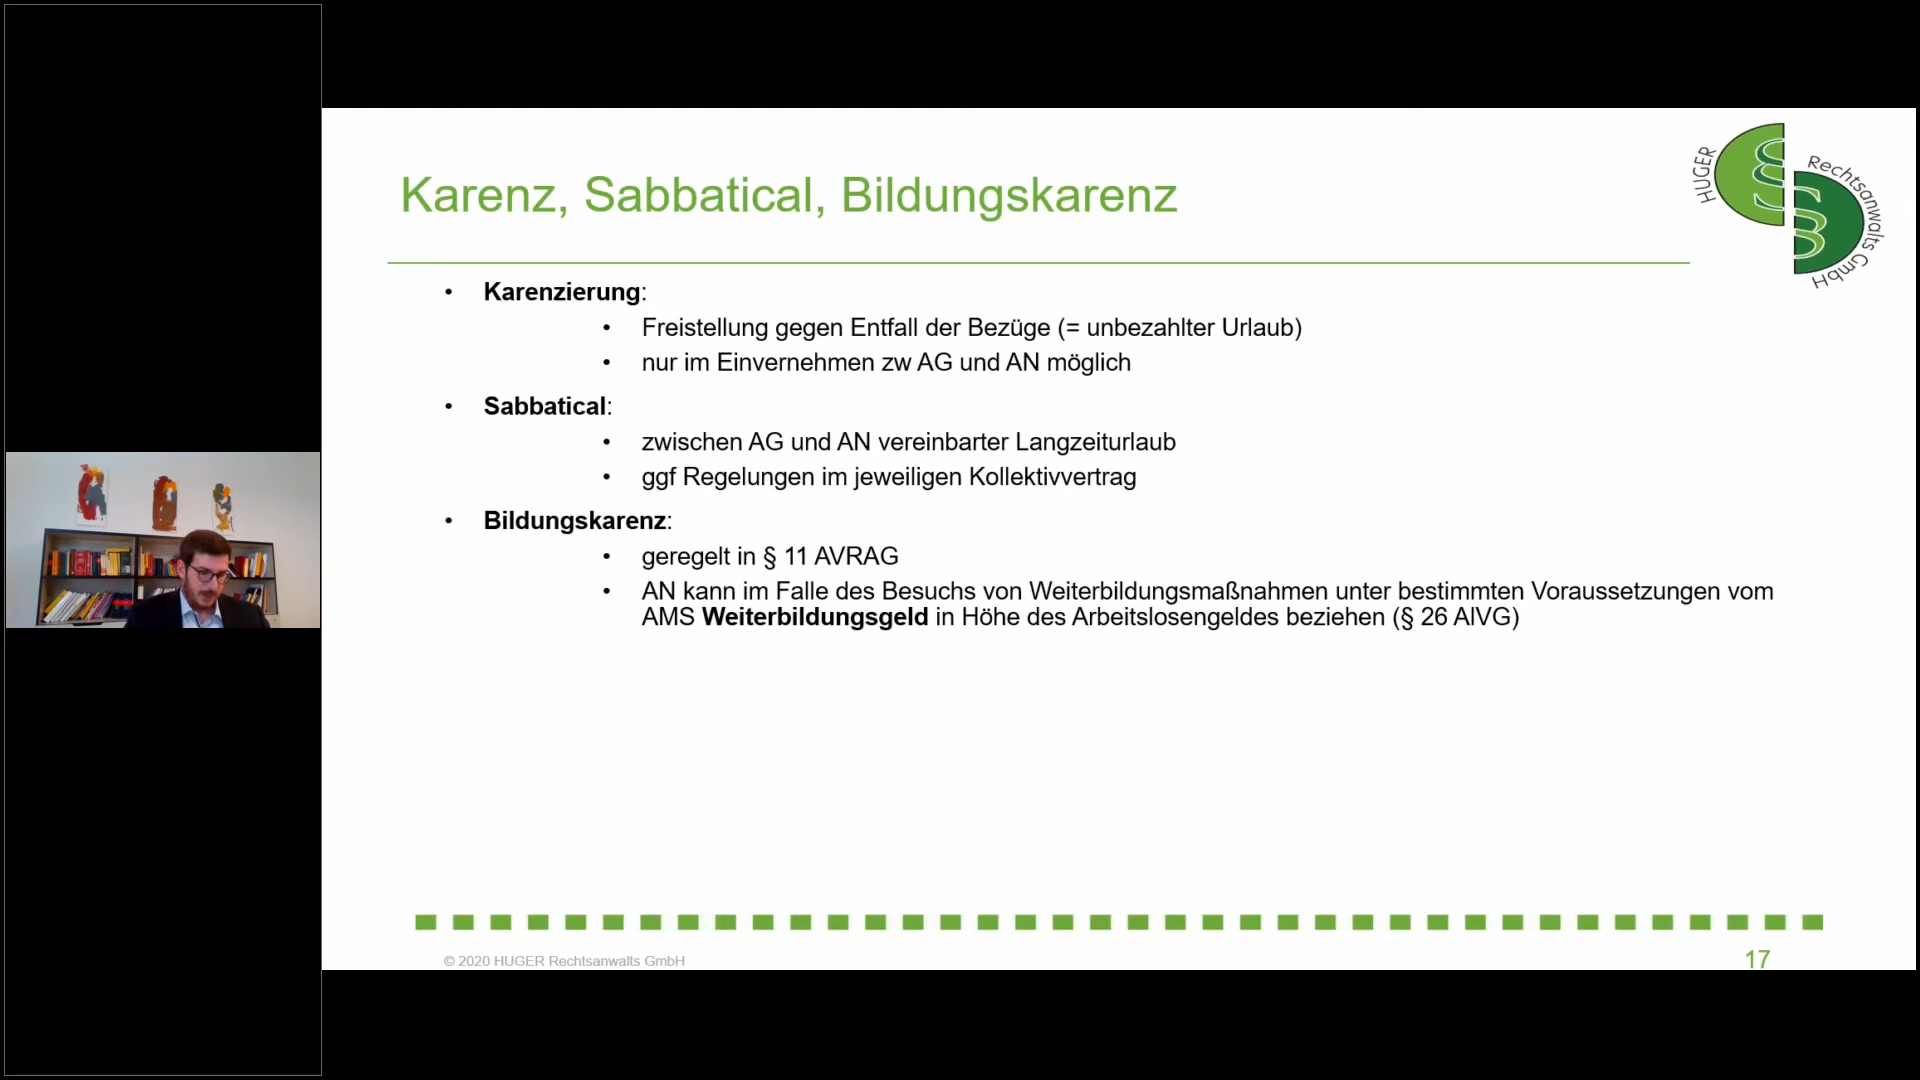 HUGER
Rechtsanwalts GmbH
Karenz, Sabbatical, Bildungskarenz
• Karenzierung:
• Freistellung gegen Entfall der Bezüge (= unbezahlter Urlaub)
• nur im Einvernehmen zw AG und AN möglich
• Sabbatical:
• zwischen AG und AN vereinbarter Langzeiturlaub
• ggf Regelungen im jeweiligen Kollektivvertrag
• Bildungskarenz:
• geregelt in § 11 AVRAG
• AN kann im Falle des Besuchs von Weiterbildungsmaßnahmen unter bestimmten Voraussetzungen vom
AMS Weiterbildungsgeld in Höhe des Arbeitslosengeldes beziehen (§ 26 AlVG)
© 2020 HUGER Rechtsanwalts GmbH
17